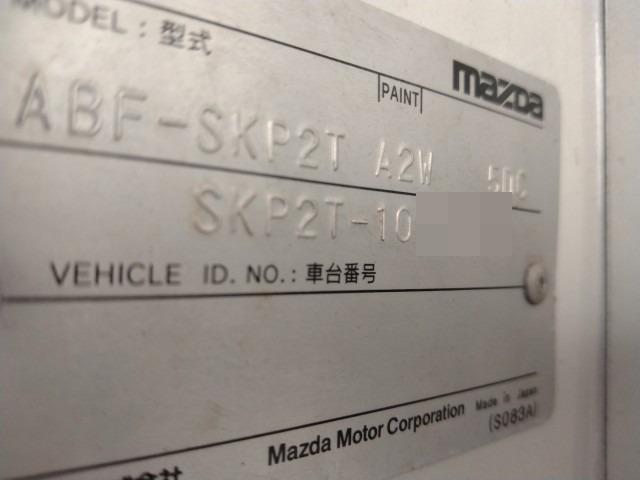 MODEL : 型式
mazda
PAINT
ABF-SKP2T A2W 5DC
SKP2T-10
VEHICLE ID. NO. : 車台番号
Mazda Motor Corporation Made in Japan
(S083A)